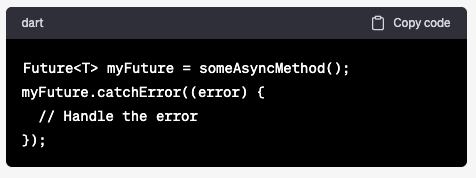 dart
Copy code
Future<T> myFuture = someAsyncMethod();
myFuture.catchError((error) {
  // Handle the error
});